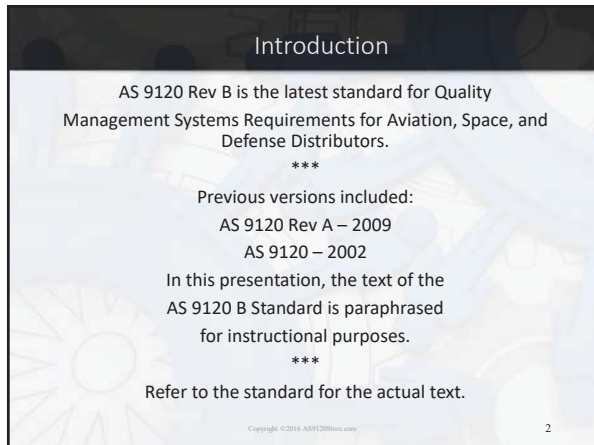 Introduction
AS 9120 Rev B is the latest standard for Quality
Management Systems Requirements for Aviation, Space, and
Defense Distributors.
***
Previous versions included:
AS 9120 Rev A – 2009
AS 9120 – 2002
In this presentation, the text of the
AS 9120 B Standard is paraphrased
for instructional purposes.
***
Refer to the standard for the actual text.
Copyright ©2016 AS9120Store.com
2